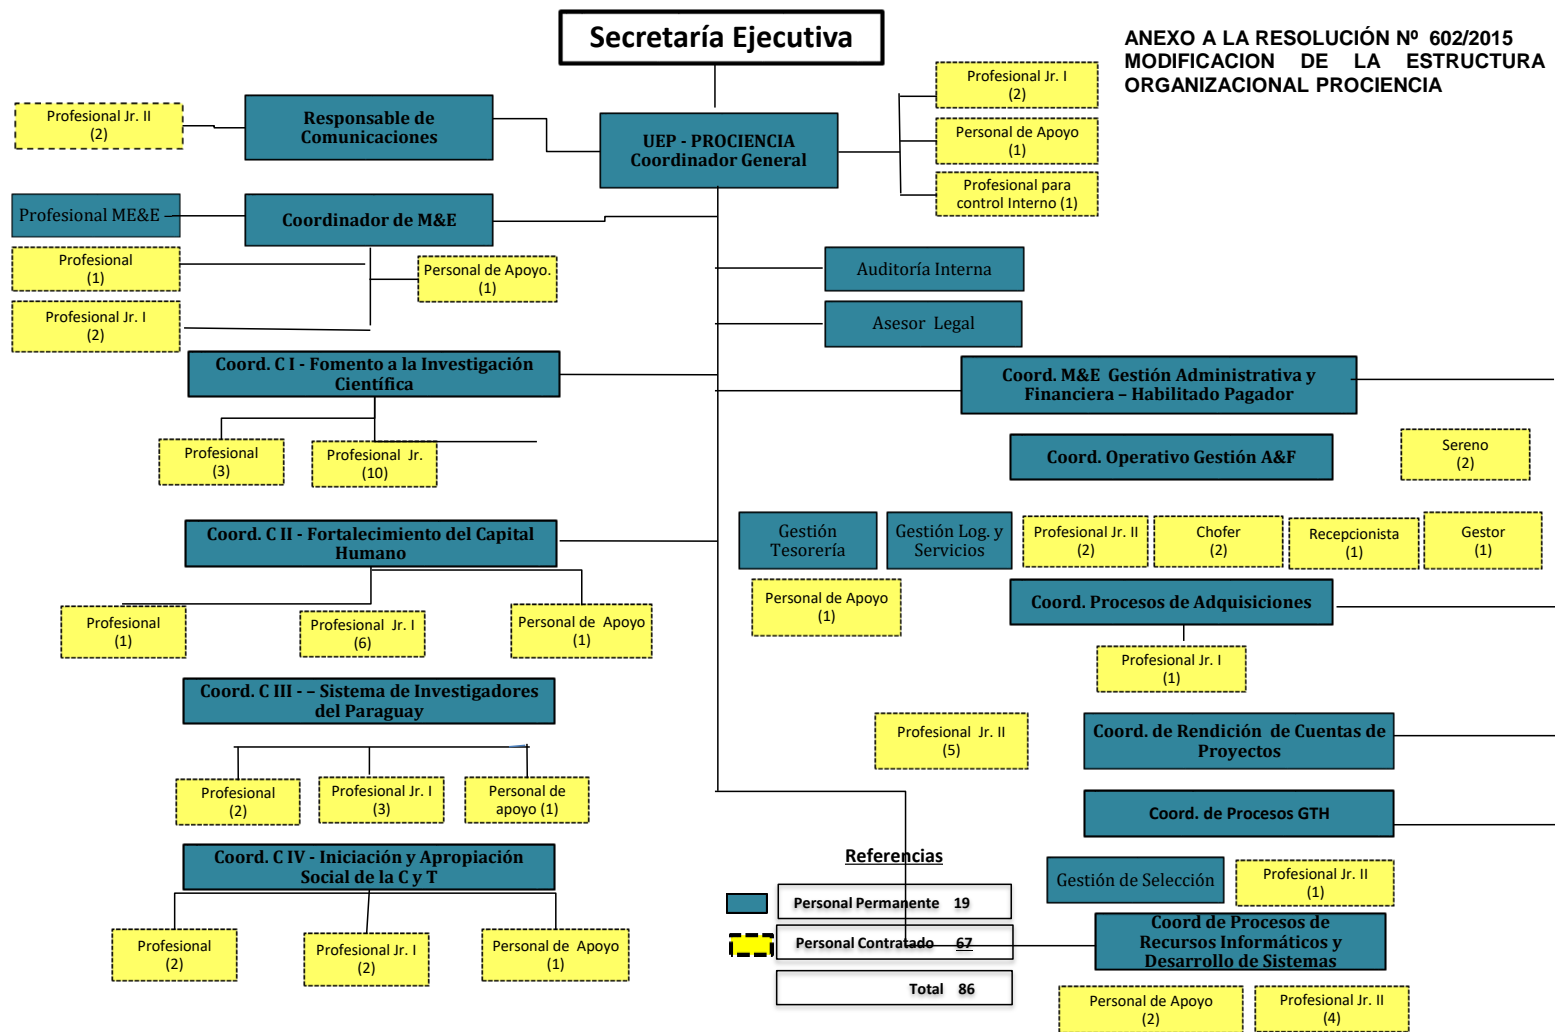 Secretaría Ejecutiva
ANEXO A LA RESOLUCIÓN Nº 602/2015
MODIFICACION DE LA ESTRUCTURA
ORGANIZACIONAL PROCIENCIA
Profesional Jr. I
(2)
Profesional Jr. II
(2)
Responsable de
Comunicaciones
UEP - PROCIENCIA
Coordinador General
Personal de Apoyo
(1)
Profesional para
control Interno (1)
Profesional ME&E
Coordinador de M&E
Profesional
(1)
Personal de Apoyo.
(1)
Profesional Jr. I
(2)
Auditoría Interna
Asesor Legal
Coord. C I - Fomento a la Investigación
Científica
Coord. M&E Gestión Administrativa y
Financiera – Habilitado Pagador
Profesional
(3)
Profesional Jr.
(10)
Coord. Operativo Gestión A&F
Sereno
(2)
Coord. C II - Fortalecimiento del Capital
Humano
Gestión
Tesorería
Gestión Log. y
Servicios
Profesional Jr. II
(2)
Chofer
(2)
Recepcionista
(1)
Gestor
(1)
Personal de Apoyo
(1)
Coord. Procesos de Adquisiciones
Profesional
(1)
Profesional Jr. I
(6)
Personal de Apoyo
(1)
Profesional Jr. I
(1)
Coord. C III - – Sistema de Investigadores
del Paraguay
Profesional Jr. II
(5)
Coord. de Rendición de Cuentas de
Proyectos
Profesional
(2)
Profesional Jr. I
(3)
Personal de
apoyo (1)
Coord. de Procesos GTH
Coord. C IV - Iniciación y Apropiación
Social de la C y T
Referencias
Personal Permanente 19
Personal Contratado 67
Total 86
Gestión de Selección
Profesional Jr. II
(1)
Profesional
(2)
Profesional Jr. I
(2)
Personal de Apoyo
(1)
Coord de Procesos de
Recursos Informáticos y
Desarrollo de Sistemas
Personal de Apoyo
(2)
Profesional Jr. II
(4)